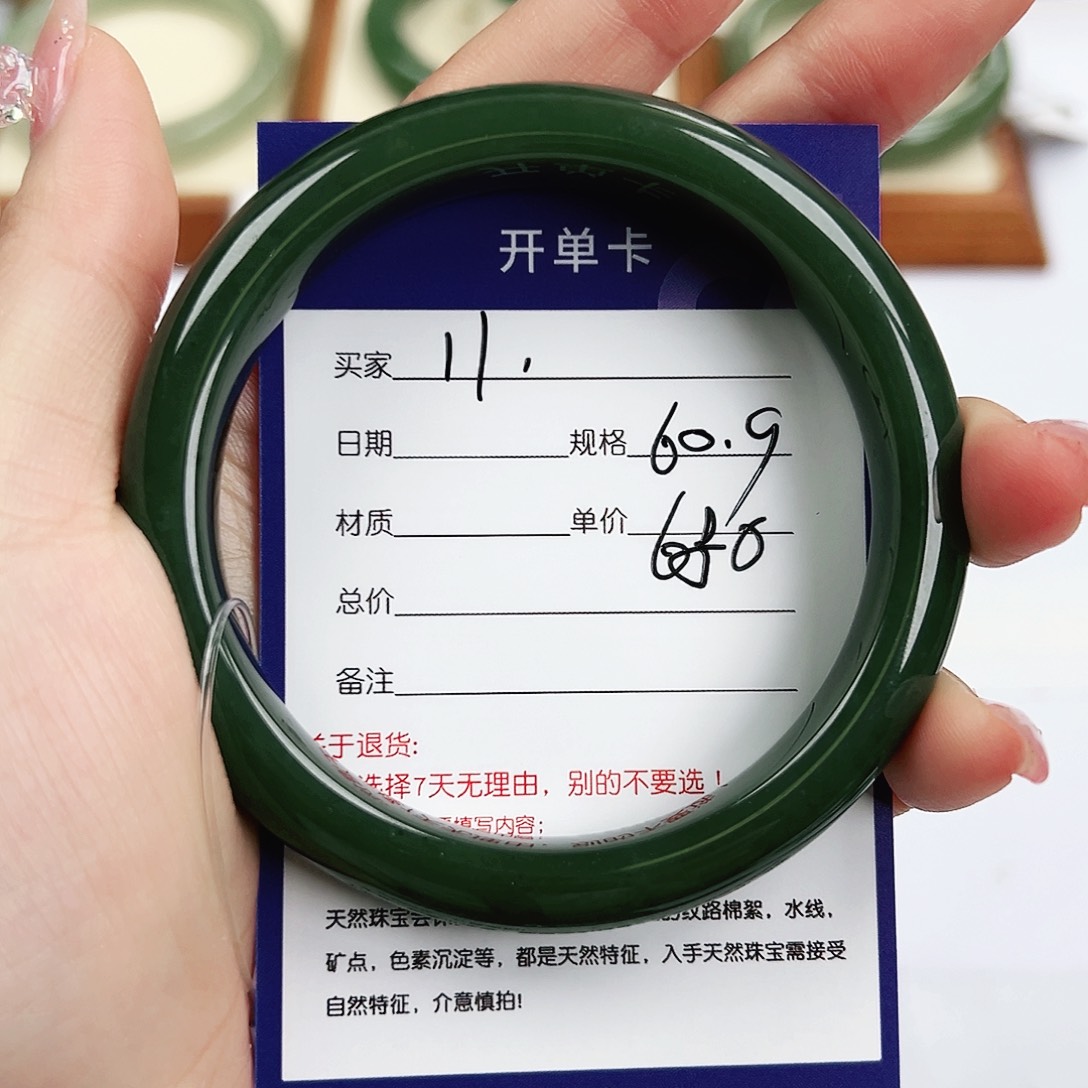 开单卡
买家 11.
日期 规格 60.9
材质 单价 680
总价
备注
于退货:
选择7天无理由，别的不要选！
填写内容；
天然珠宝会 纹路棉絮，水线，
矿点，色素沉淀等，都是天然特征，入手天然珠宝需接受
自然特征，介意慎拍!